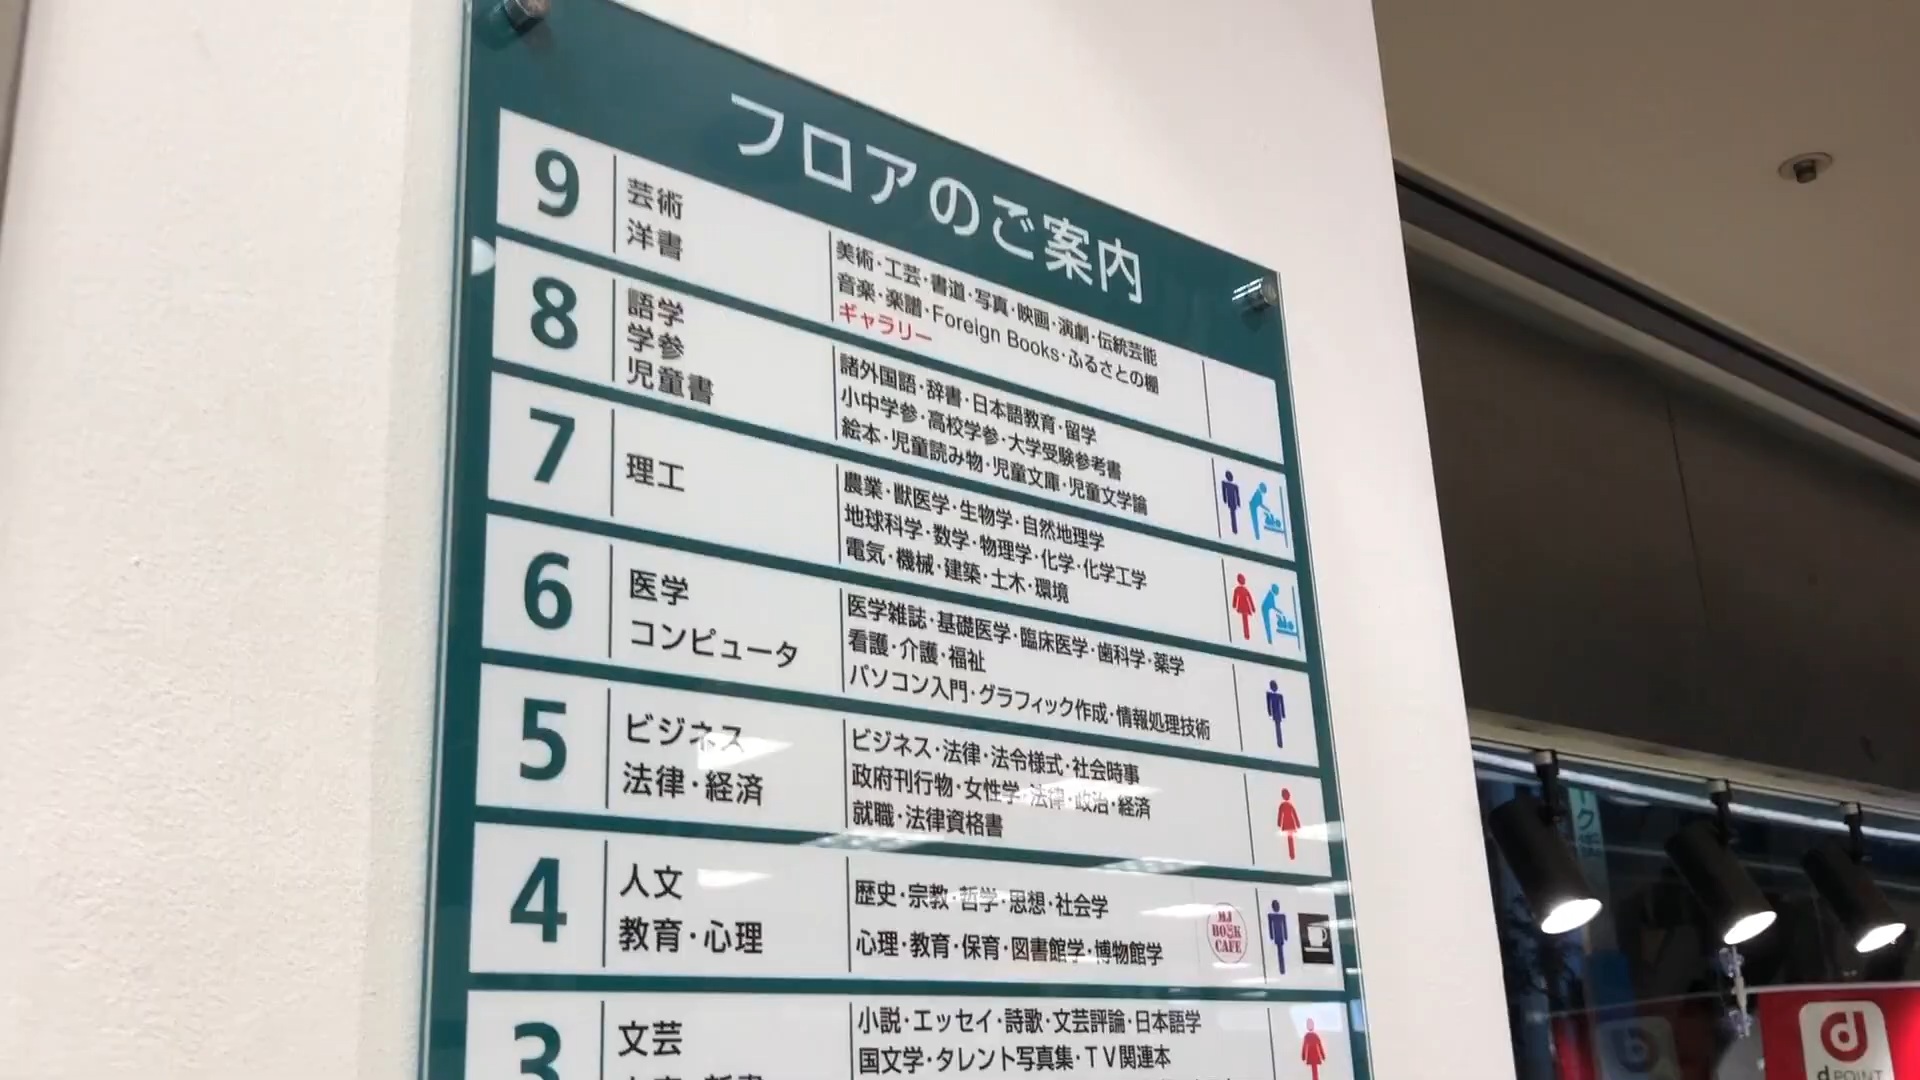 フロアのご案内
9
芸術
洋書
美術・工芸・書道・写真・映画・演劇・伝統芸能
音楽・楽譜・Foreign Books・ふるさとの棚
ギャラリー
8
語学
学参
児童書
諸外国語・辞書・日本語教育・留学
小中学参・高校学参・大学受験参考書
絵本・児童読み物・児童文庫・児童文学論
7
理工
農業・獣医学・生物学・自然地理学
地球科学・数学・物理学・化学・化学工学
電気・機械・建築・土木・環境
6
医学
コンピュータ
医学雑誌・基礎医学・臨床医学・歯科学・薬学
看護・介護・福祉
パソコン入門・グラフィック作成・情報処理技術
5
ビジネス
法律・経済
ビジネス・法律・法令様式・社会時事
政府刊行物・女性学・法律・政治・経済
就職・法律資格書
4
人文
教育・心理
歴史・宗教・哲学・思想・社会学
心理・教育・保育・図書館学・博物館学
MJ
BOOK
CAFE
3
文芸
小説・エッセイ・詩歌・文芸評論・日本語学
国文学・タレント写真集・TV関連本
d POINT